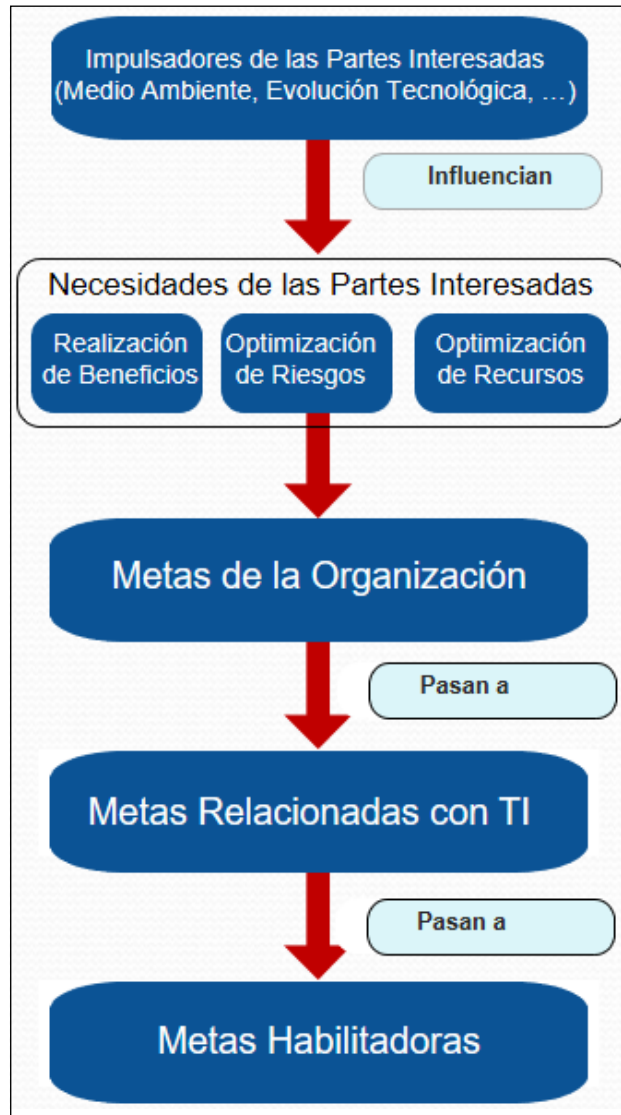 Impulsadores de las Partes Interesadas
(Medio Ambiente, Evolución Tecnológica, …)
Influencian
Necesidades de las Partes Interesadas
Realización
de Beneficios
Optimización
de Riesgos
Optimización
de Recursos
Metas de la Organización
Pasan a
Metas Relacionadas con TI
Pasan a
Metas Habilitadoras